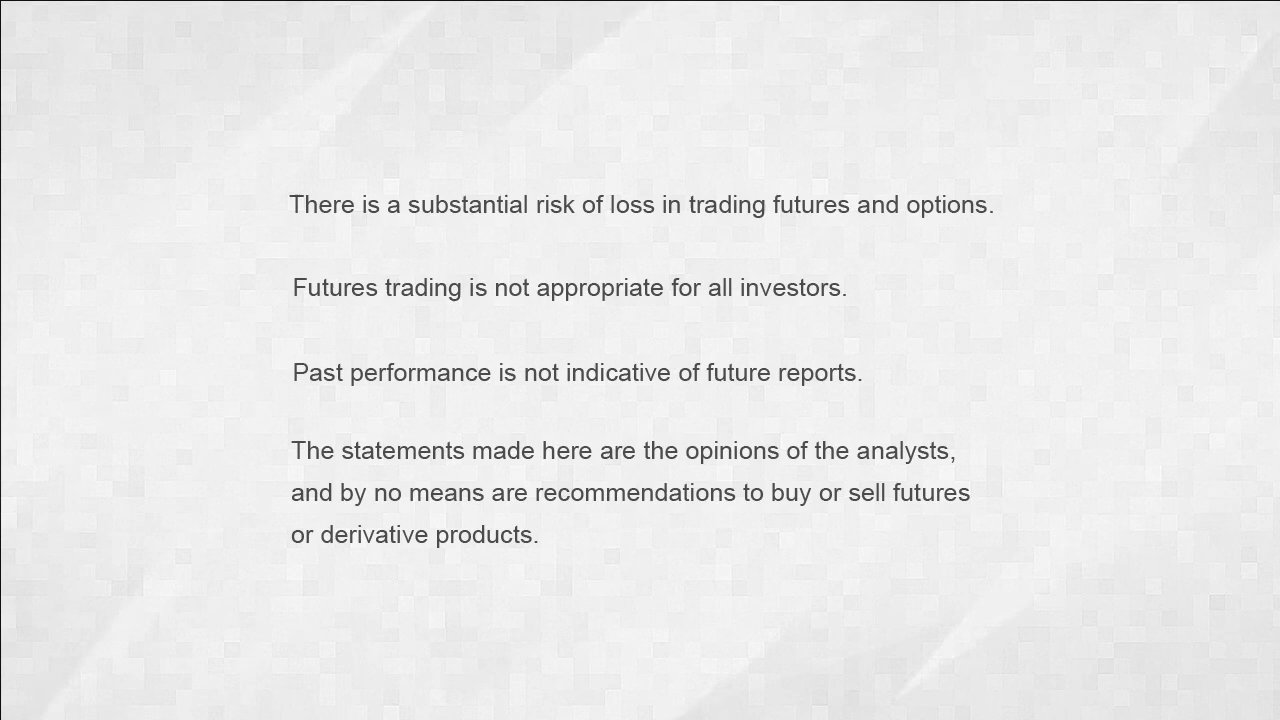 There is a substantial risk of loss in trading futures and options.
Futures trading is not appropriate for all investors.
Past performance is not indicative of future reports.
The statements made here are the opinions of the analysts,
and by no means are recommendations to buy or sell futures
or derivative products.